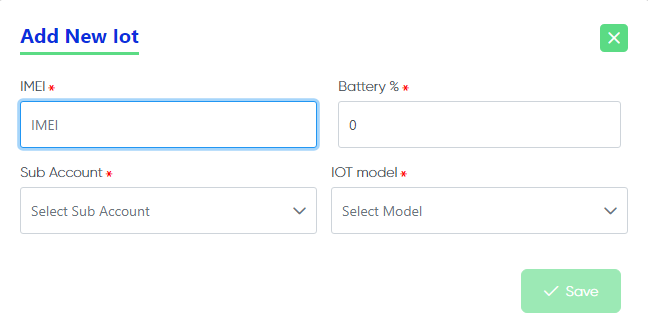 Add New Iot
IMEI *
Battery % *
IMEI
0
Sub Account *
IOT model *
Select Sub Account
Select Model
Save